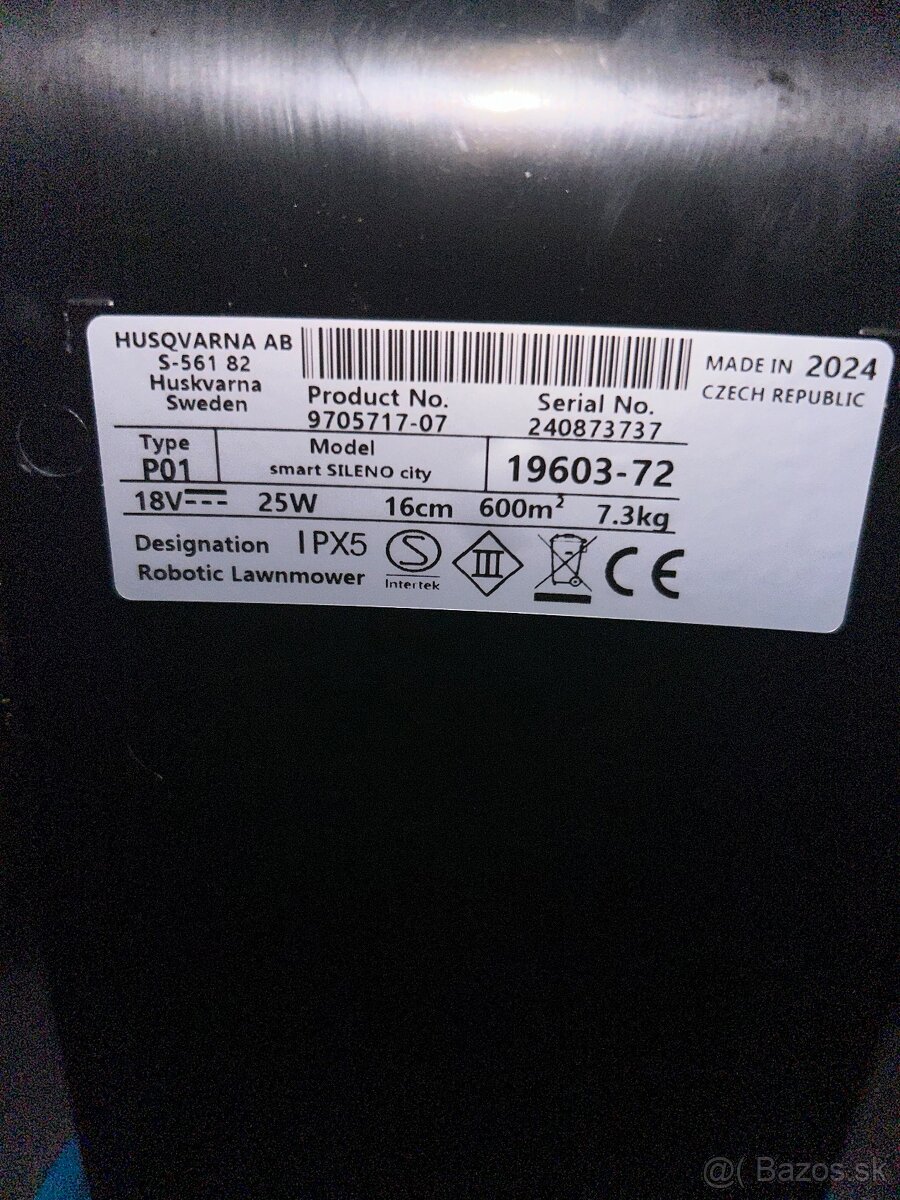 HUSQVARNA AB
S-561 82
Huskvarna
Sweden
Product No.
9705717-07
Serial No.
240873737
MADE IN 2024
CZECH REPUBLIC
Type
P01
Model
smart SILENO city
19603-72
18V 25W 16cm 600m² 7.3kg
Designation IPX5
Robotic Lawnmower
S
Intertek
III
CE
@( Bazos.sk